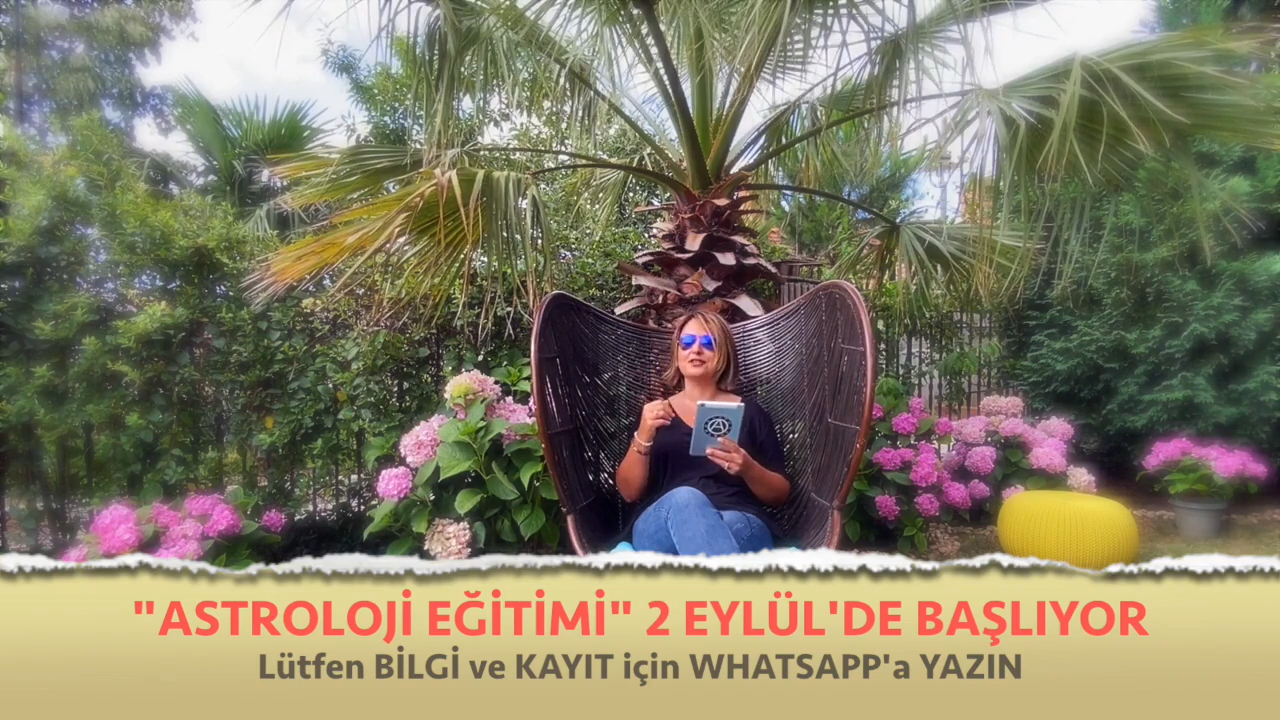 "ASTROLOJİ EĞİTİMİ" 2 EYLÜL'DE BAŞLIYOR
Lütfen BİLGİ ve KAYIT için WHATSAPP'a YAZIN